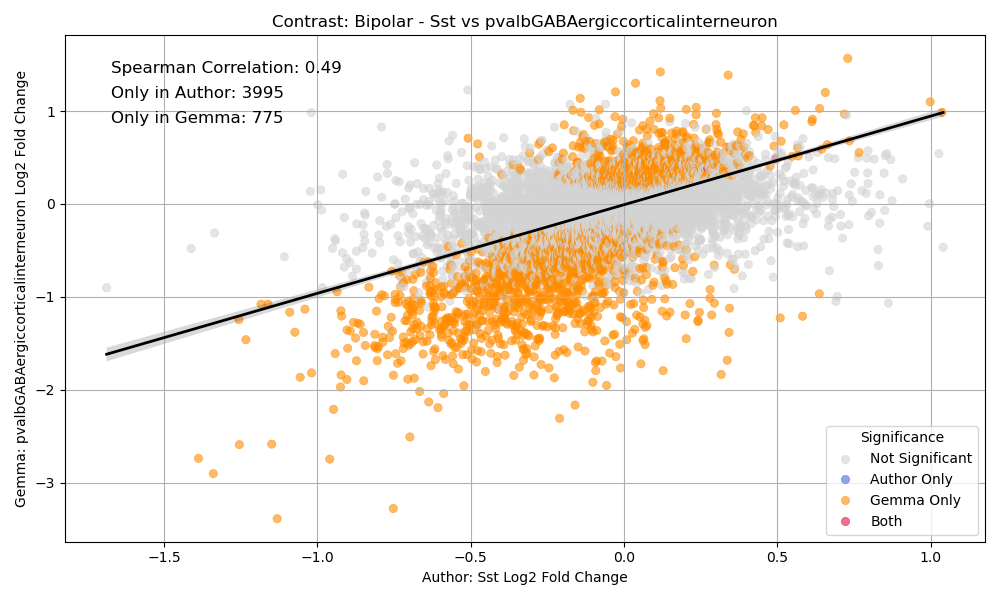 Contrast: Bipolar - Sst vs pvalbGABAergiccorticalinterneuron
Spearman Correlation: 0.49
Only in Author: 3995
Only in Gemma: 775
Gemma: pvalbGABAergiccorticalinterneuron Log2 Fold Change
1
0
−1
−2
−3
Significance
Not Significant
Author Only
Gemma Only
Both
−1.5
−1.0
−0.5
0.0
0.5
1.0
Author: Sst Log2 Fold Change